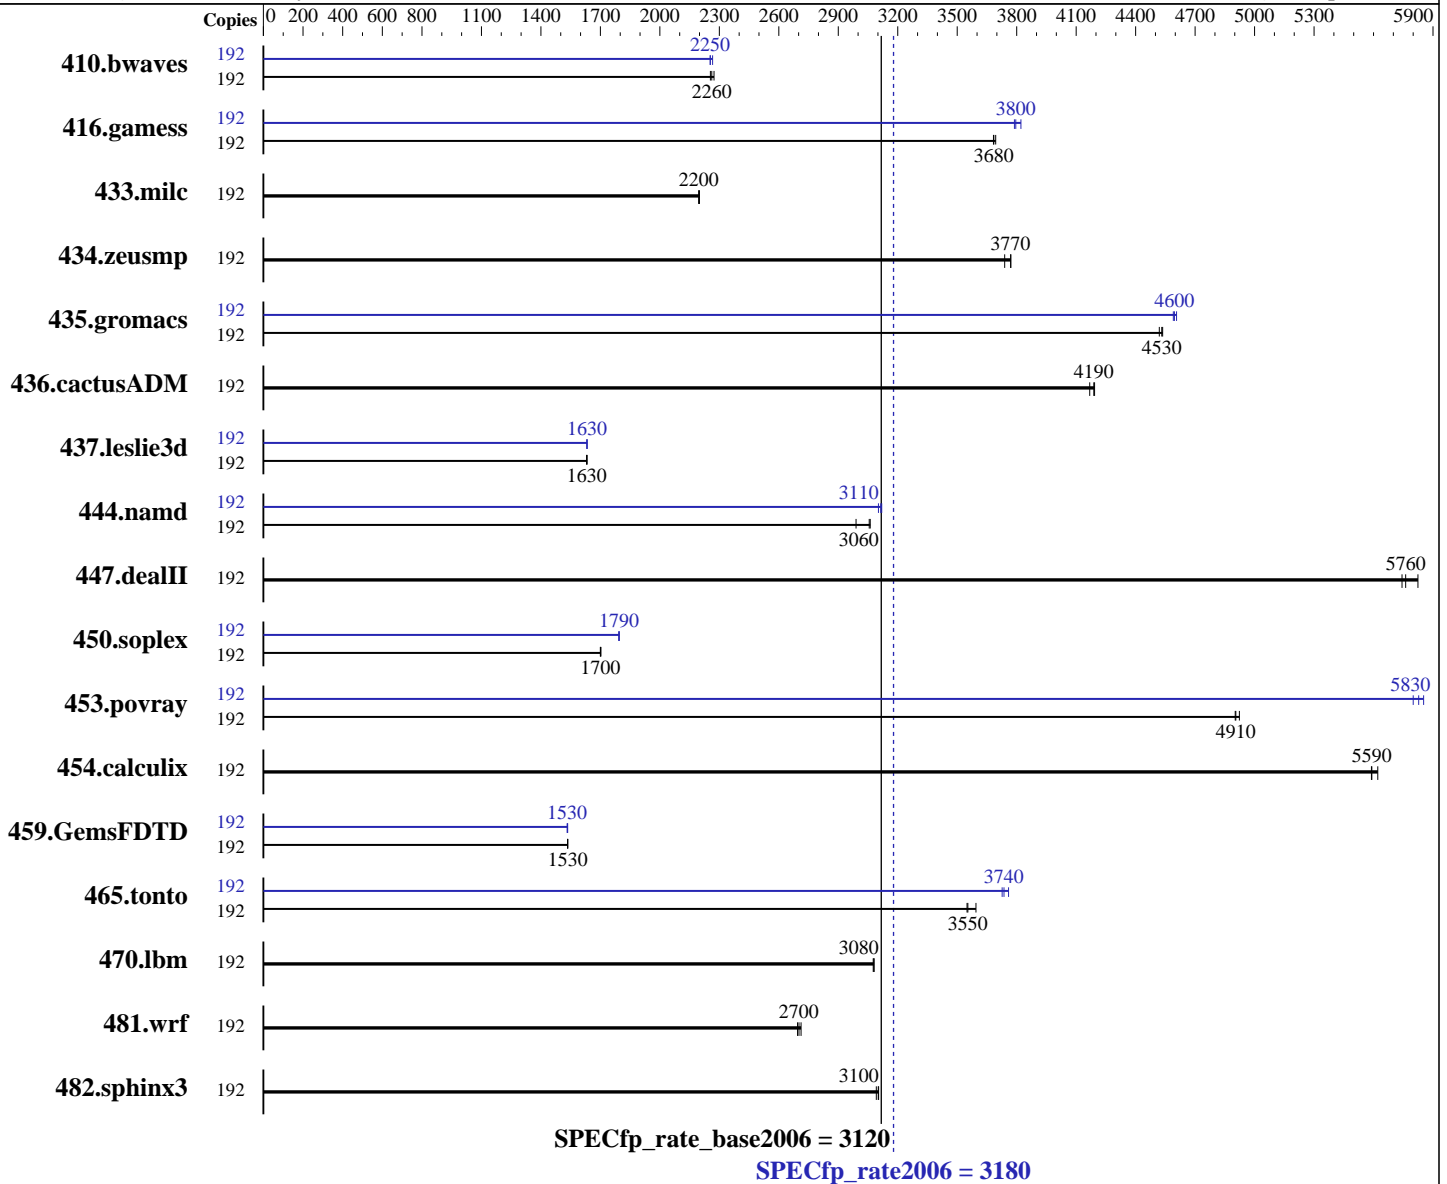 Copies 0 200 400 600 800 1100 1400 1700 2000 2300 2600 2900 3200 3500 3800 4100 4400 4700 5000 5300 5900
410.bwaves 192 2250
192 2260
416.gamess 192 3800
192 3680
433.milc 192 2200
434.zeusmp 192 3770
435.gromacs 192 4600
192 4530
436.cactusADM 192 4190
437.leslie3d 192 1630
192 1630
444.namd 192 3110
192 3060
447.dealII 192 5760
450.soplex 192 1790
192 1700
453.povray 192 5830
192 4910
454.calculix 192 5590
459.GemsFDTD 192 1530
192 1530
465.tonto 192 3740
192 3550
470.lbm 192 3080
481.wrf 192 2700
482.sphinx3 192 3100
SPECfp_rate_base2006 = 3120
SPECfp_rate2006 = 3180